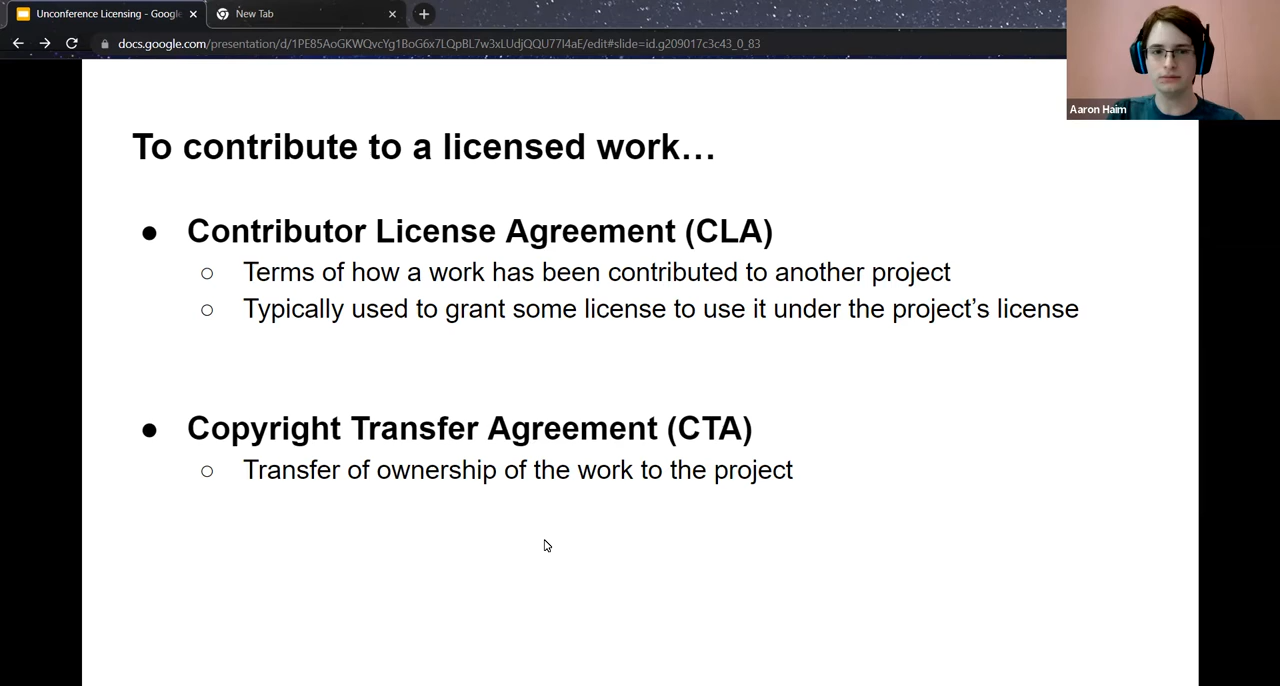 Unconference Licensing - Google
New Tab
docs.google.com/presentation/d/1PE85AoGKWQvcYg1BoG6x7LQpBL7w3xLUdjQQU77I4aE/edit#slide=id.g209017c3c43_0_83
Aaron Haim
To contribute to a licensed work…
● Contributor License Agreement (CLA)
○ Terms of how a work has been contributed to another project
○ Typically used to grant some license to use it under the project’s license
● Copyright Transfer Agreement (CTA)
○ Transfer of ownership of the work to the project